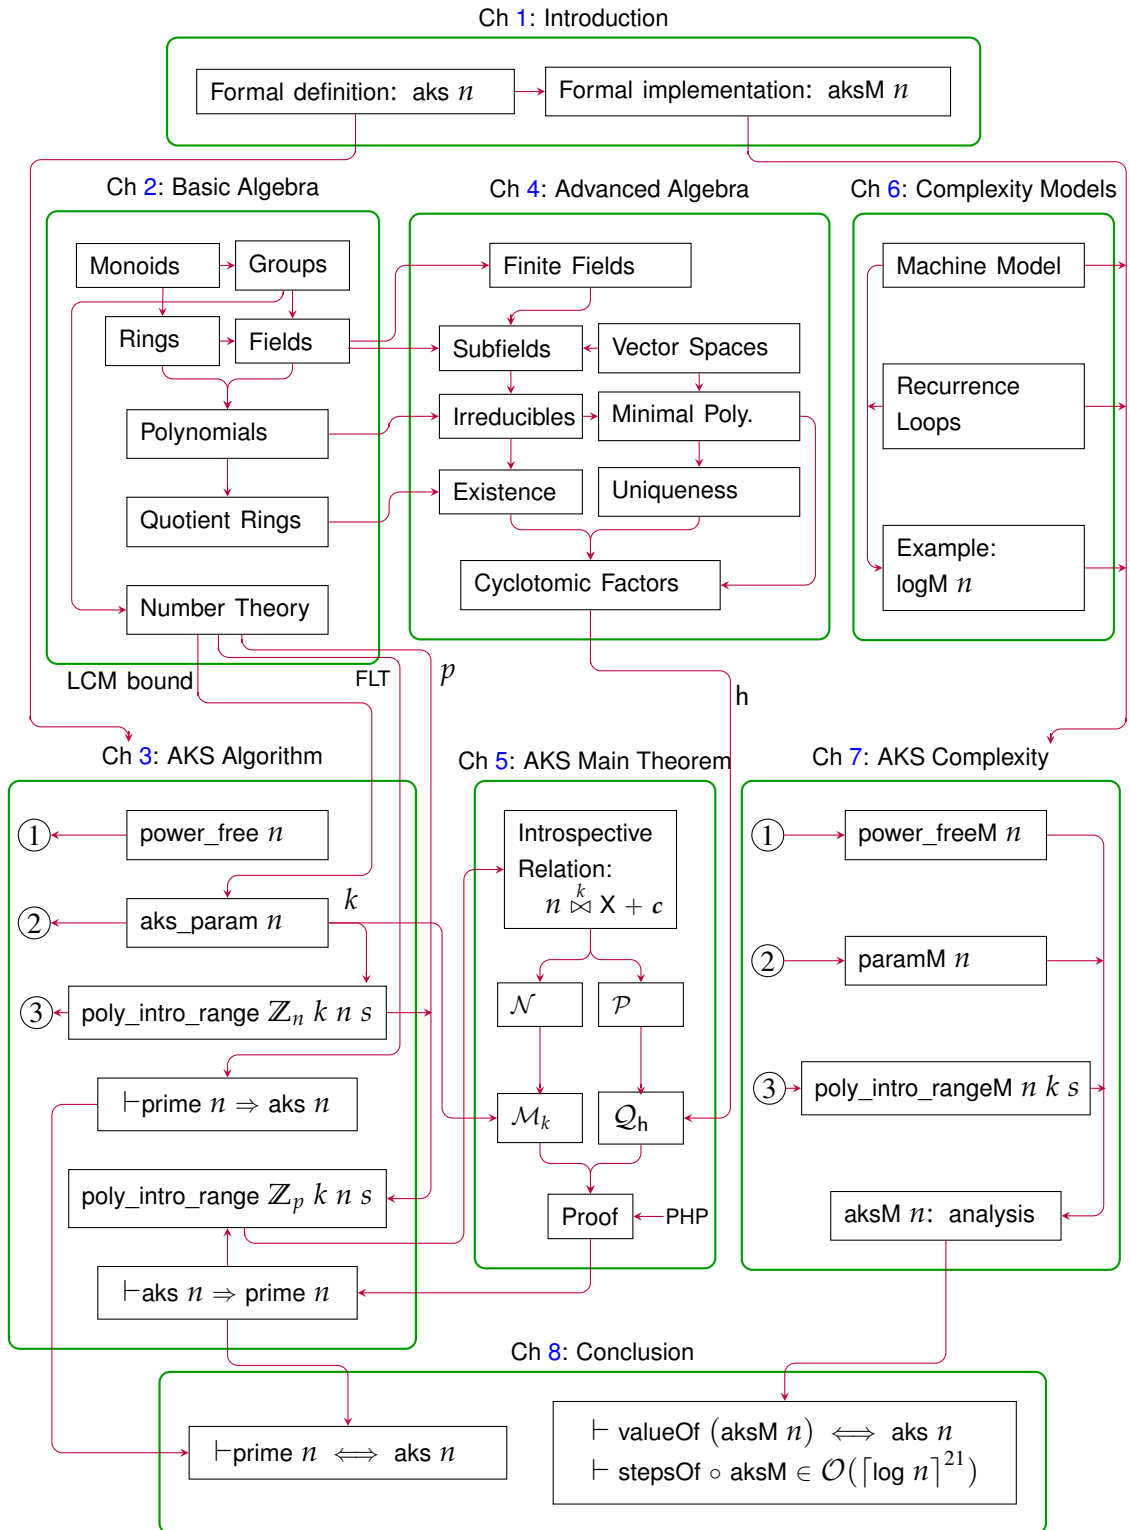 Ch 1: Introduction
Formal definition: aks n
Formal implementation: aksM n
Ch 2: Basic Algebra
Monoids
Groups
Rings
Fields
Polynomials
Quotient Rings
Number Theory
Ch 4: Advanced Algebra
Finite Fields
Subfields
Vector Spaces
Irreducibles
Minimal Poly.
Existence
Uniqueness
Cyclotomic Factors
Ch 6: Complexity Models
Machine Model
Recurrence
Loops
Example:
logM n
LCM bound
FLT
p
h
Ch 3: AKS Algorithm
1
power_free n
2
aks_param n
k
3
poly_intro_range ℤₙ k n s
⊢prime n ⇒ aks n
poly_intro_range ℤₚ k n s
⊢aks n ⇒ prime n
Ch 5: AKS Main Theorem
Introspective
Relation:
n ⋈ᵏ X + c
𝒩
𝒫
ℳₖ
𝒬ₕ
Proof
PHP
Ch 7: AKS Complexity
1
power_freeM n
2
paramM n
3
poly_intro_rangeM n k s
aksM n: analysis
Ch 8: Conclusion
⊢prime n ⟺ aks n
⊢ valueOf (aksM n) ⟺ aks n
⊢ stepsOf ∘ aksM ∈ 𝒪(⌈log n⌉²¹)